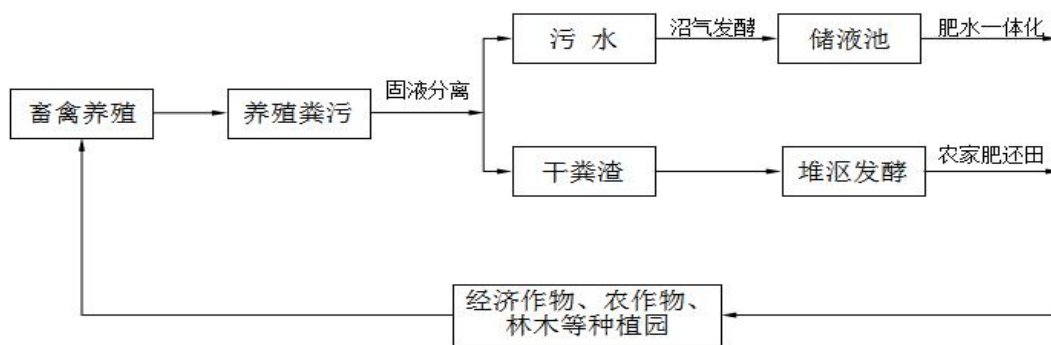 污 水
沼气发酵
储液池
肥水一体化
畜禽养殖
养殖粪污
固液分离
干粪渣
堆沤发酵
农家肥还田
经济作物、农作物、
林木等种植园